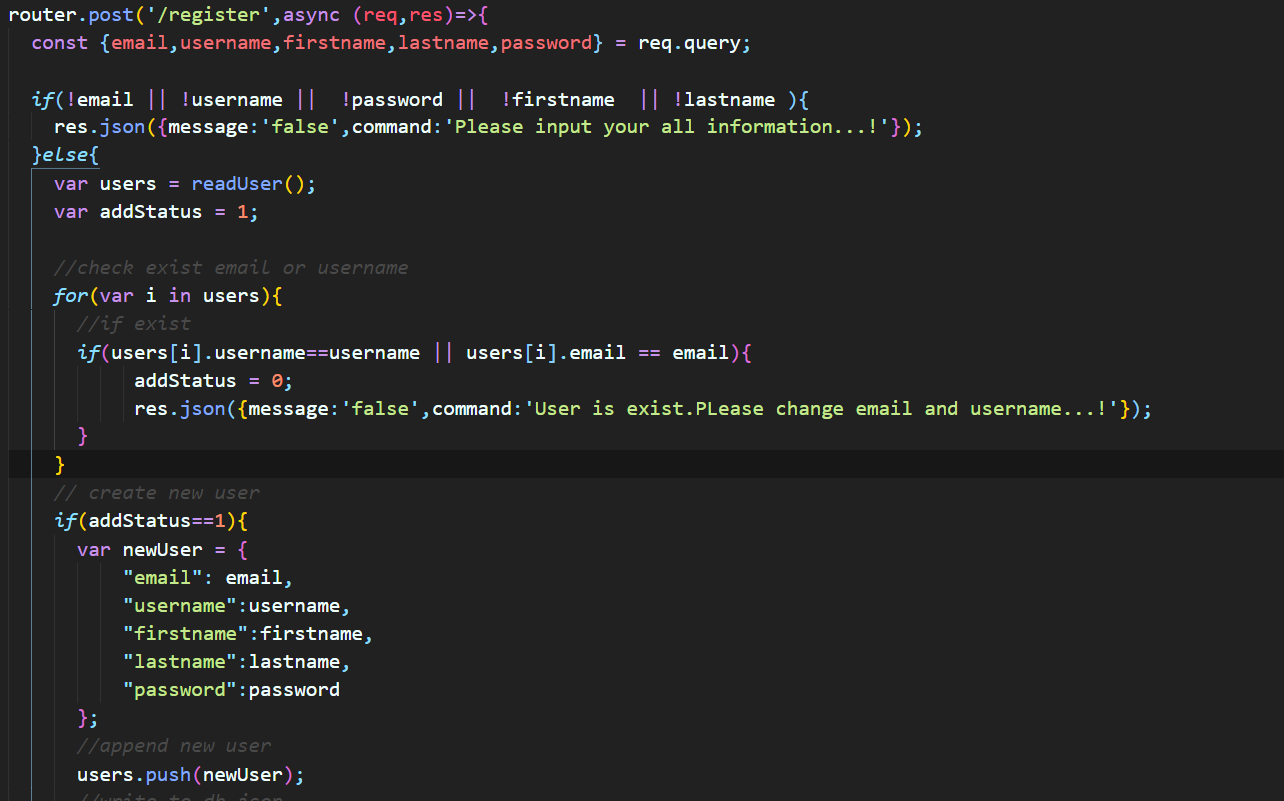 router.post('/register',async (req,res)=>{
const {email,username,firstname,lastname,password} = req.query;
if(!email || !username ||  !password ||  !firstname  || !lastname ){
res.json({message:'false',command:'Please input your all information...!'});
}else{
var users = readUser();
var addStatus = 1;
//check exist email or username
for(var i in users){
//if exist
if(users[i].username==username || users[i].email == email){
addStatus = 0;
res.json({message:'false',command:'User is exist.PLease change email and username...!'});
}
}
// create new user
if(addStatus==1){
var newUser = {
"email": email,
"username":username,
"firstname":firstname,
"lastname":lastname,
"password":password
};
//append new user
users.push(newUser);
//write to db json